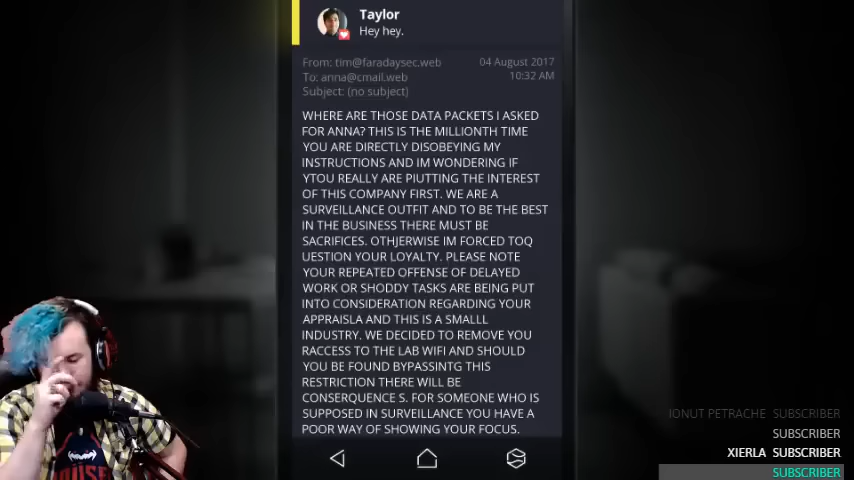 Taylor
Hey hey.
From: tim@faradaysec.web
04 August 2017
To: anna@cmail.web
10:32 AM
Subject: (no subject)
WHERE ARE THOSE DATA PACKETS I ASKED
FOR ANNA? THIS IS THE MILLIONTH TIME
YOU ARE DIRECTLY DISOBEYING MY
INSTRUCTIONS AND IM WONDERING IF
YTOU REALLY ARE PIUTTING THE INTEREST
OF THIS COMPANY FIRST. WE ARE A
SURVEILLANCE OUTFIT AND TO BE THE BEST
IN THE BUSINESS THERE MUST BE
SACRIFICES. OTHJERWISE IM FORCED TOQ
UESTION YOUR LOYALTY. PLEASE NOTE
YOUR REPEATED OFFENSE OF DELAYED
WORK OR SHODDY TASKS ARE BEING PUT
INTO CONSIDERATION REGARDING YOUR
APPRAISLA AND THIS IS A SMALLL
INDUSTRY. WE DECIDED TO REMOVE YOU
RACCESS TO THE LAB WIFI AND SHOULD
YOU BE FOUND BYPASSINTG THIS
RESTRICTION THERE WILL BE
CONSERQUENCE S. FOR SOMEONE WHO IS
SUPPOSED IN SURVEILLANCE YOU HAVE A
POOR WAY OF SHOWING YOUR FOCUS.
IONUT PETRACHE SUBSCRIBER
SUBSCRIBER
XIERLA SUBSCRIBER
SUBSCRIBER